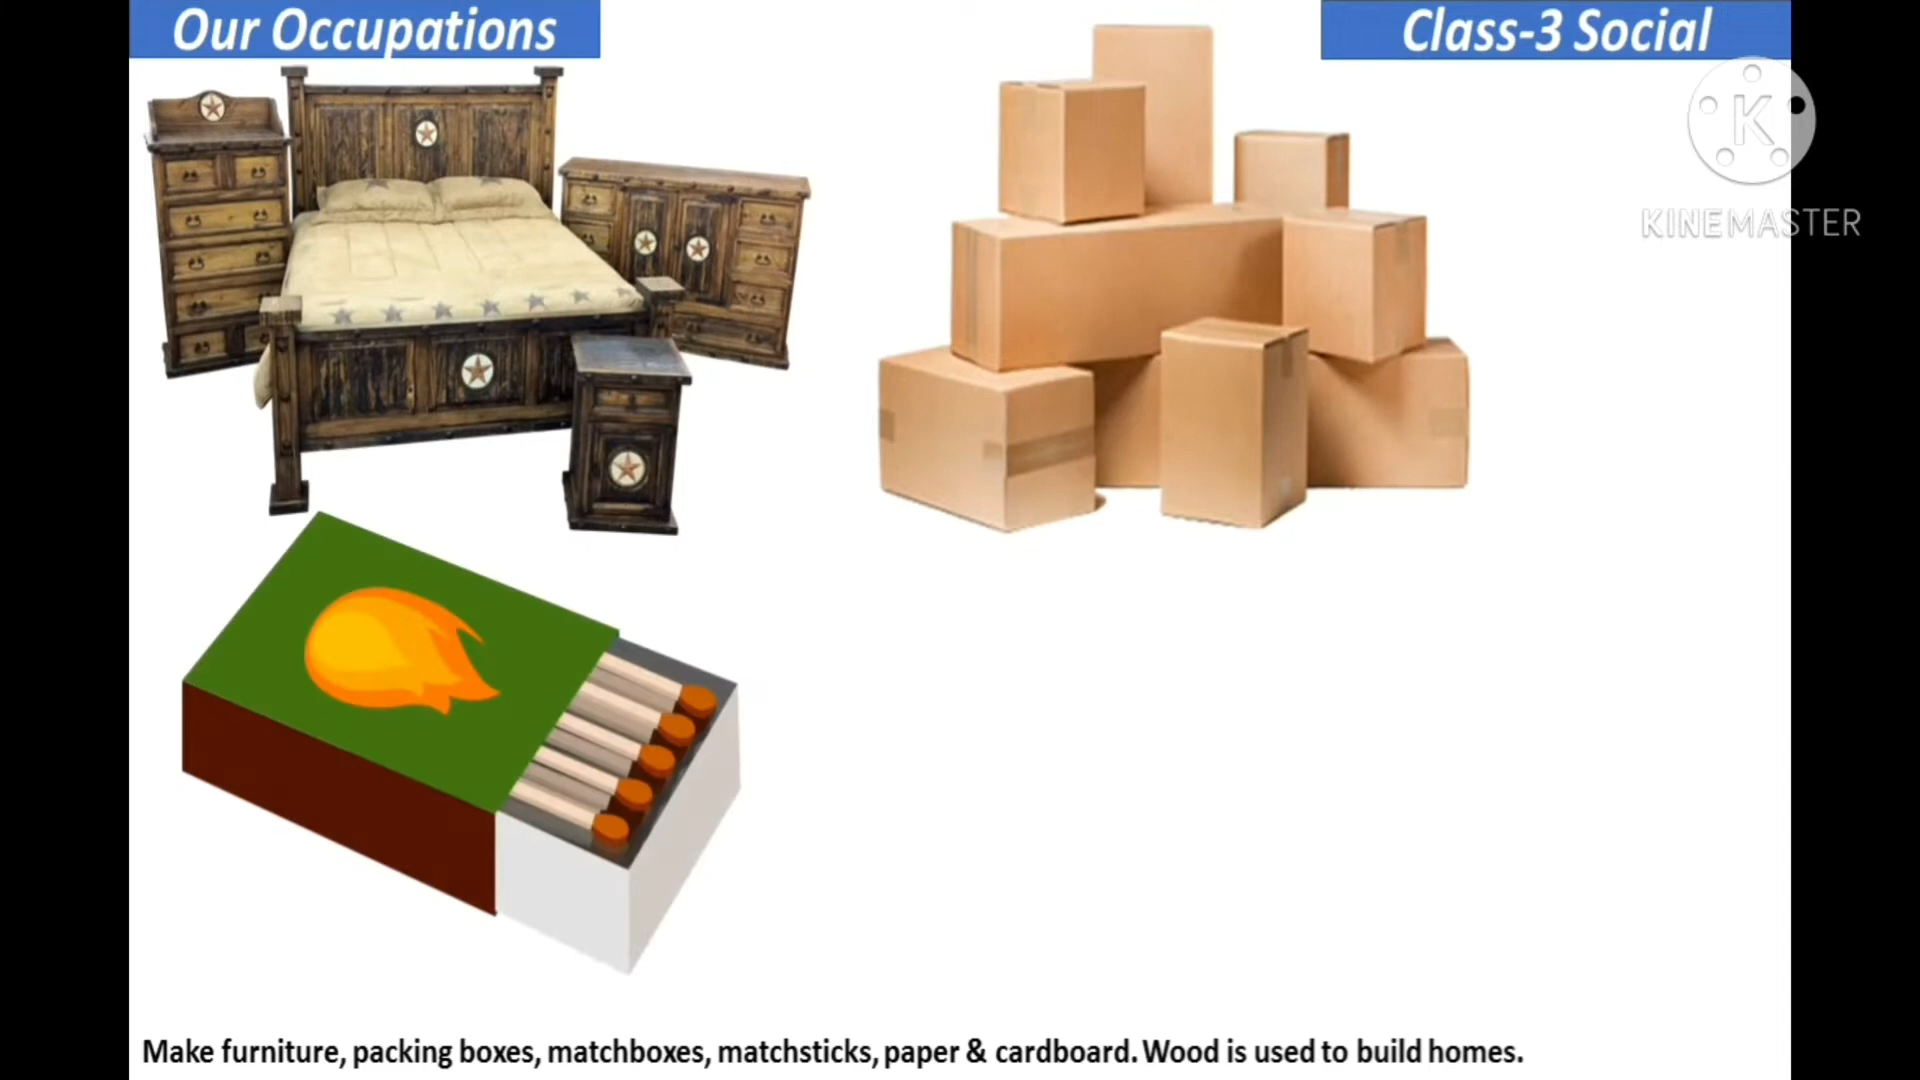 Our Occupations
Class-3 Social
K
KINEMASTER
Make furniture, packing boxes, matchboxes, matchsticks, paper & cardboard. Wood is used to build homes.